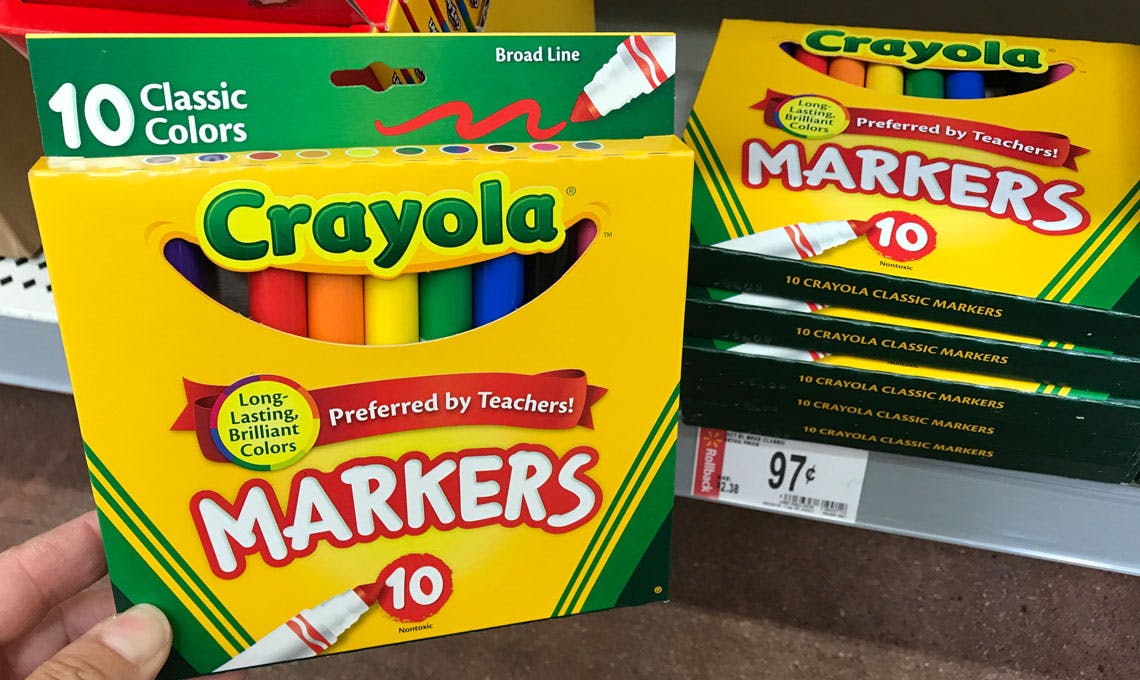 10 Classic
Colors
Broad Line
Crayola®
™
Long-
Lasting,
Brilliant
Colors
Preferred by Teachers!
MARKERS
10
Nontoxic
Crayola
Long-
Lasting,
Brilliant
Colors
Preferred by Teachers!
MARKERS
10
Nontoxic
10 CRAYOLA CLASSIC MARKERS
10 CRAYOLA CLASSIC MARKERS
10 CRAYOLA CLASSIC MARKERS
10 CRAYOLA CLASSIC MARKERS
10 CRAYOLA CLASSIC MARKERS
Rollback
97¢
2.38